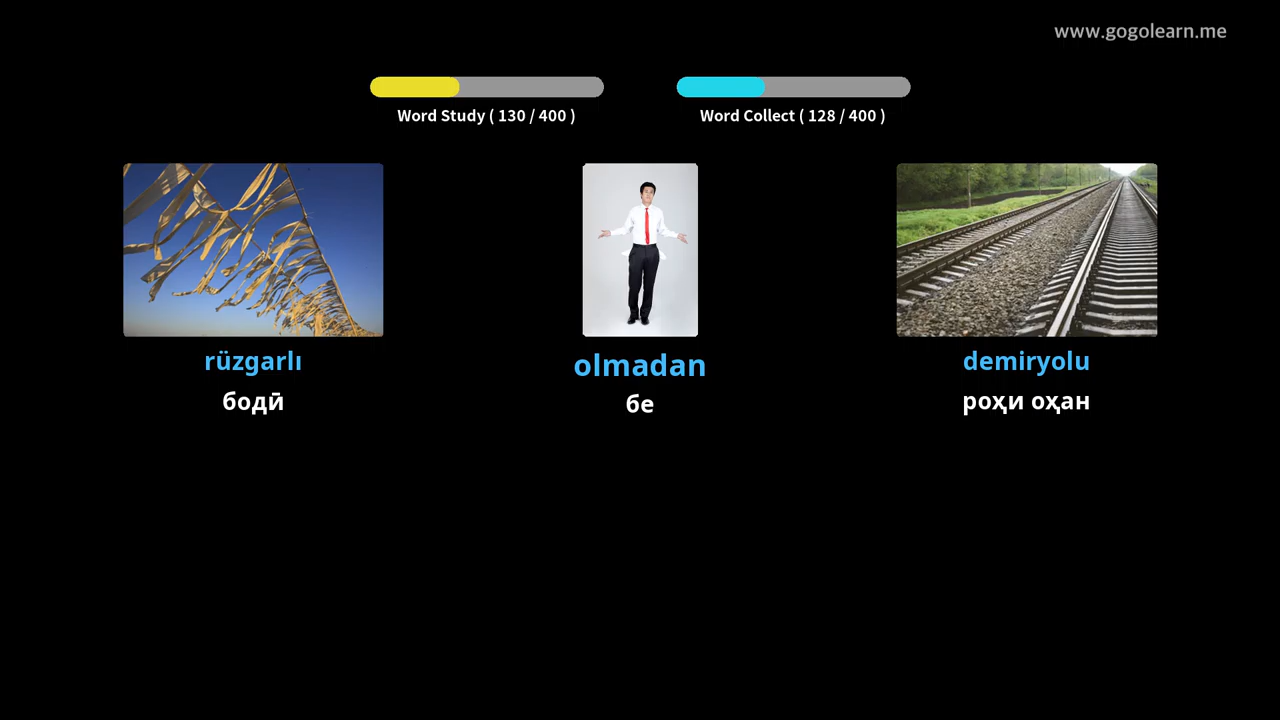 www.gogolearn.me
Word Study ( 130 / 400 )
Word Collect ( 128 / 400 )
rüzgarlı
бодӣ
olmadan
бе
demiryolu
роҳи оҳан